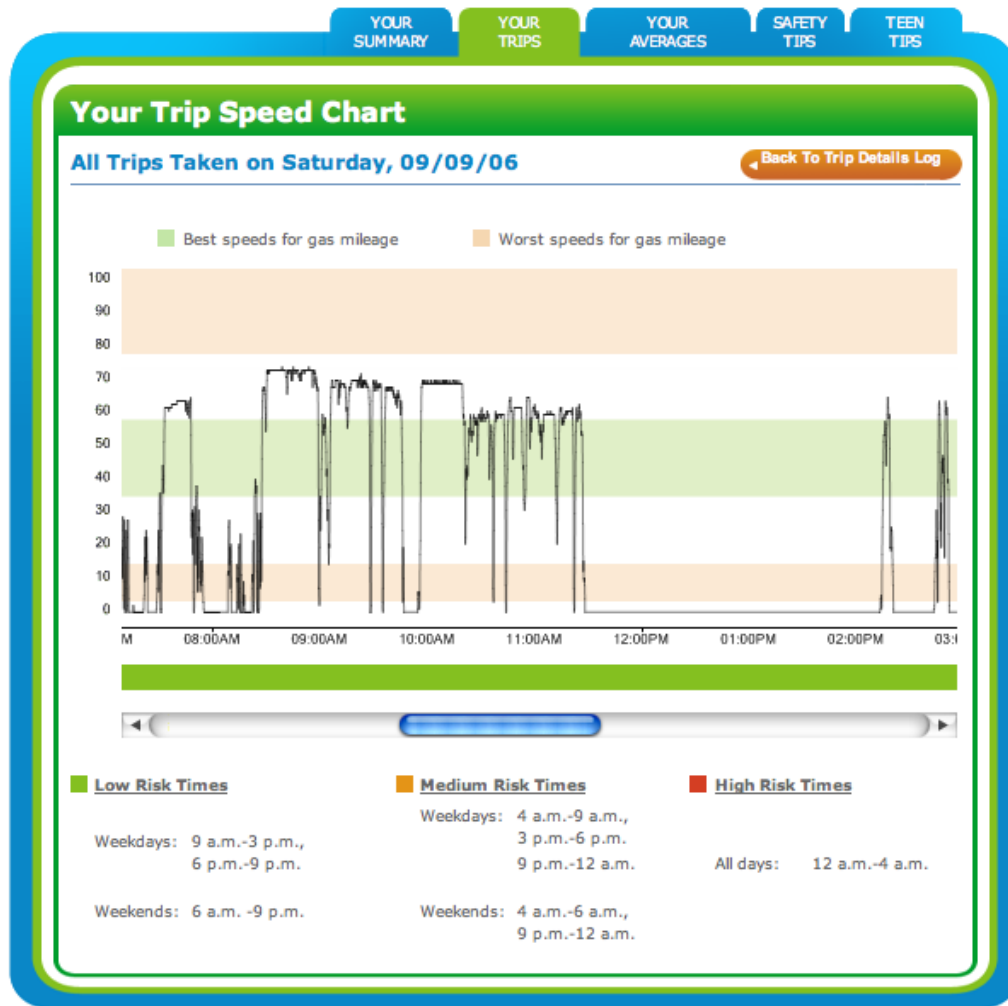 YOUR SUMMARY
YOUR TRIPS
YOUR AVERAGES
SAFETY TIPS
TEEN TIPS
Your Trip Speed Chart
All Trips Taken on Saturday, 09/09/06
Back To Trip Details Log
Best speeds for gas mileage
Worst speeds for gas mileage
100
90
80
70
60
50
40
30
20
10
0
M 08:00AM 09:00AM 10:00AM 11:00AM 12:00PM 01:00PM 02:00PM 03:
Low Risk Times
Weekdays: 9 a.m.-3 p.m.,
6 p.m.-9 p.m.
Weekends: 6 a.m. -9 p.m.
Medium Risk Times
Weekdays: 4 a.m.-9 a.m.,
3 p.m.-6 p.m.
9 p.m.-12 a.m.
Weekends: 4 a.m.-6 a.m.,
9 p.m.-12 a.m.
High Risk Times
All days: 12 a.m.-4 a.m.